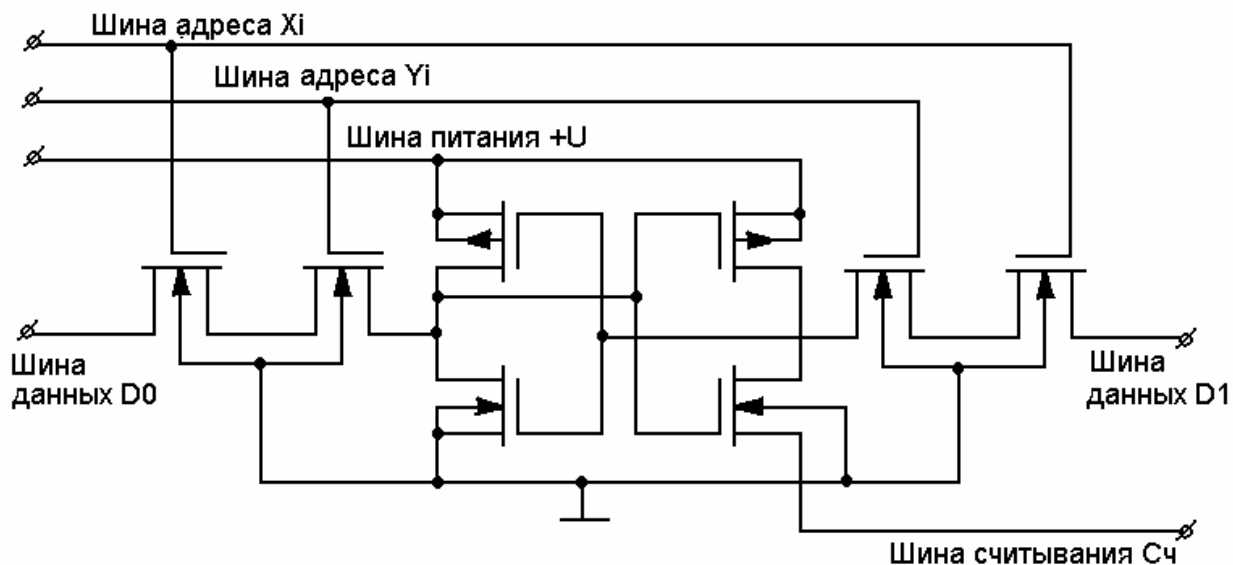 Шина адреса Xi
Шина адреса Yi
Шина питания +U
Шина
данных D0
Шина
данных D1
Шина считывания Сч